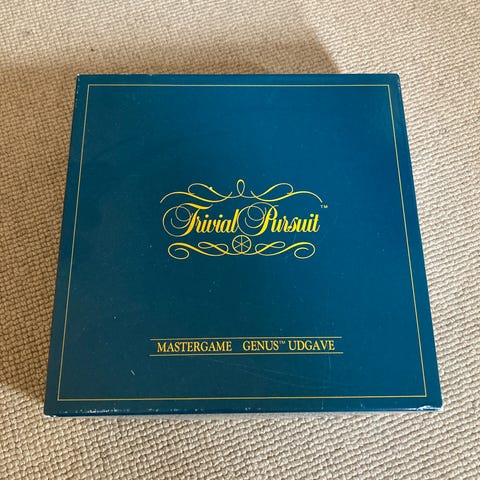 Trivial Pursuit™
MASTERGAME GENUS™ UDGAVE